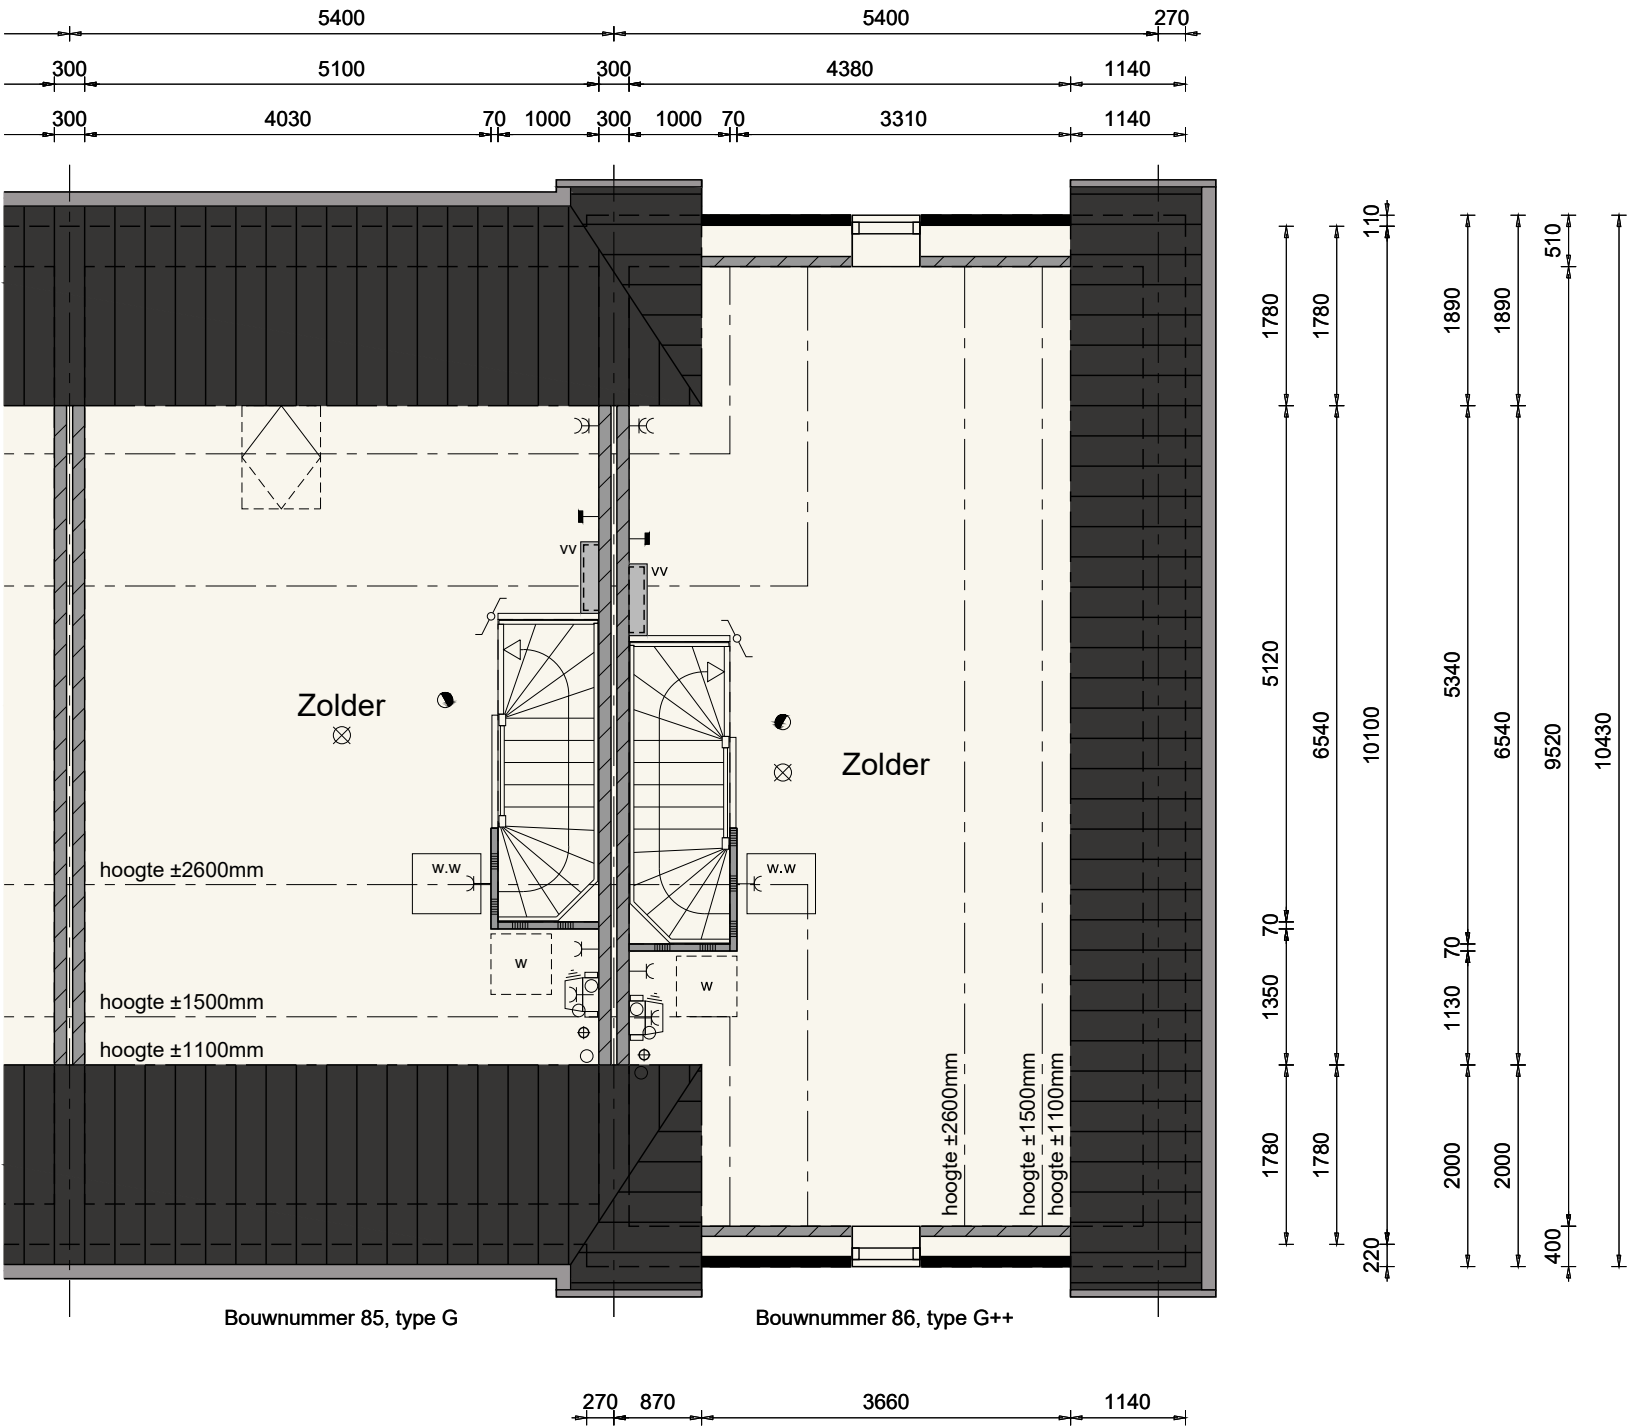 5400 5400 270
300 5100 300 4380 1140
300 4030 70 1000 300 1000 70 3310 1140
110
510
1780 1780 1890 1890
vv
vv
5120 5340
Zolder
6540 10100 6540 9520 10430
Zolder
hoogte ±2600mm
w.w w.w
70 70
w
w
hoogte ±1500mm
1350 1130
hoogte ±1100mm
hoogte ±2600mm
hoogte ±1500mm
hoogte ±1100mm
1780 1780 2000 2000
220 400
Bouwnummer 85, type G Bouwnummer 86, type G++
270 870 3660 1140